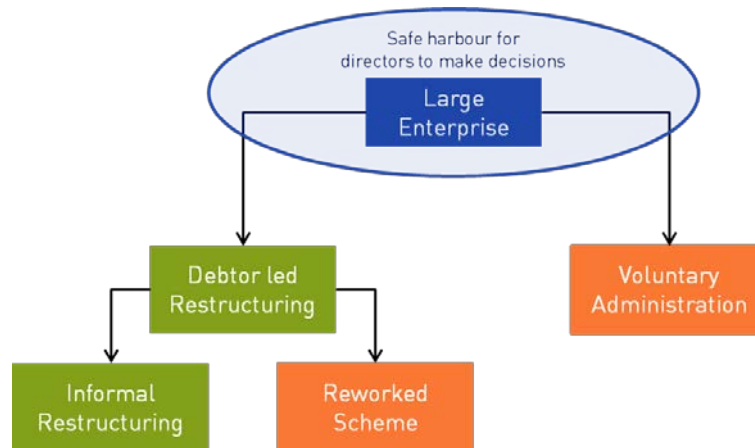 Safe harbour for
directors to make decisions
Large
Enterprise
Debtor led
Restructuring
Voluntary
Administration
Informal
Restructuring
Reworked
Scheme